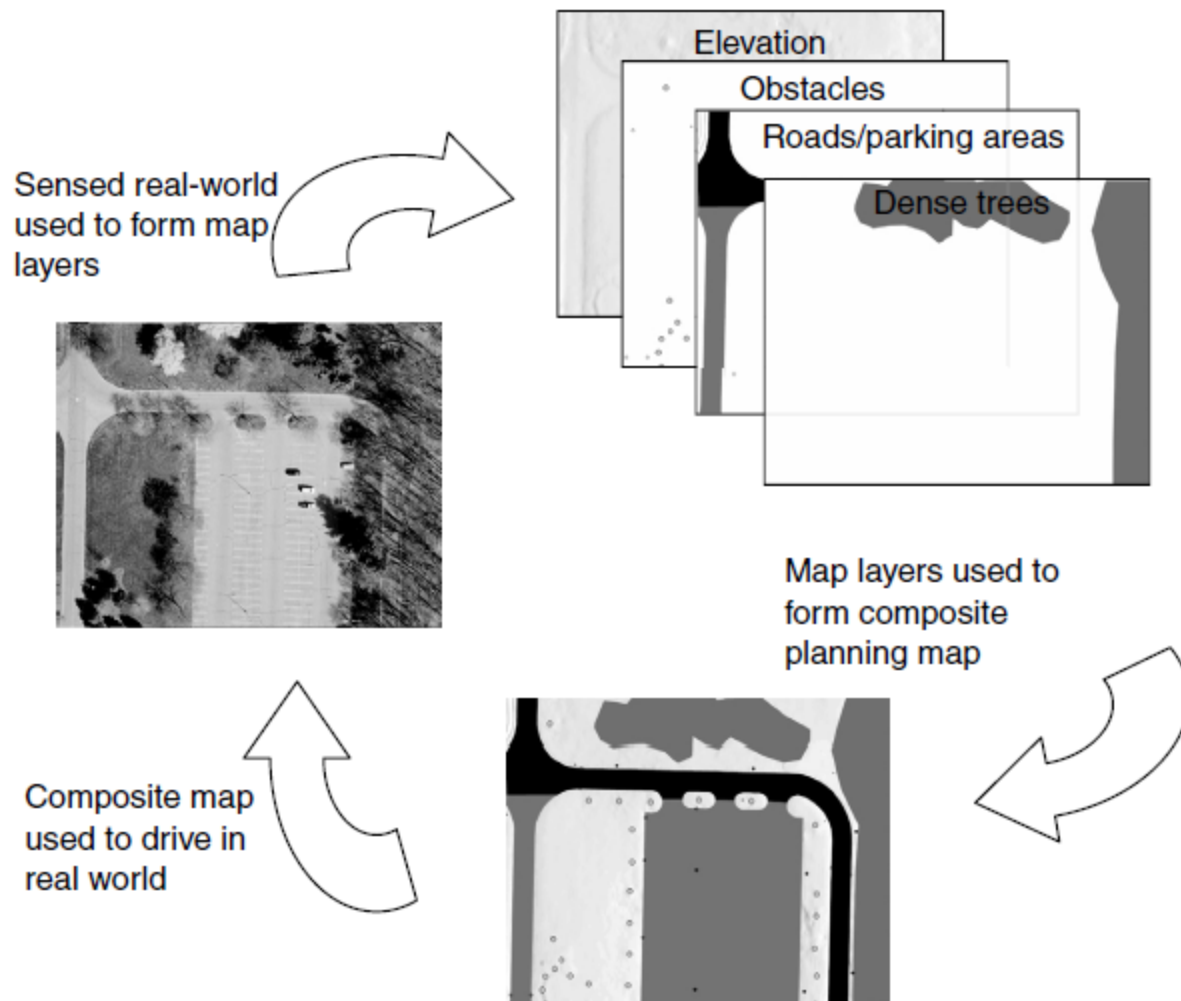 Elevation
Obstacles
Roads/parking areas
Dense trees
Sensed real-world
used to form map
layers
Map layers used to
form composite
planning map
Composite map
used to drive in
real world